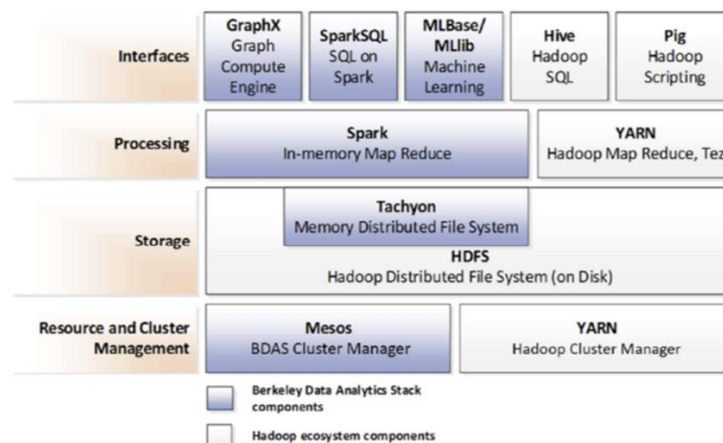 Interfaces
GraphX
Graph
Compute
Engine
SparkSQL
SQL on
Spark
MLBase/
MLlib
Machine
Learning
Hive
Hadoop
SQL
Pig
Hadoop
Scripting
Processing
Spark
In-memory Map Reduce
YARN
Hadoop Map Reduce, Tez
Storage
Tachyon
Memory Distributed File System
HDFS
Hadoop Distributed File System (on Disk)
Resource and Cluster
Management
Mesos
BDAS Cluster Manager
YARN
Hadoop Cluster Manager
Berkeley Data Analytics Stack
components
Hadoop ecosystem components